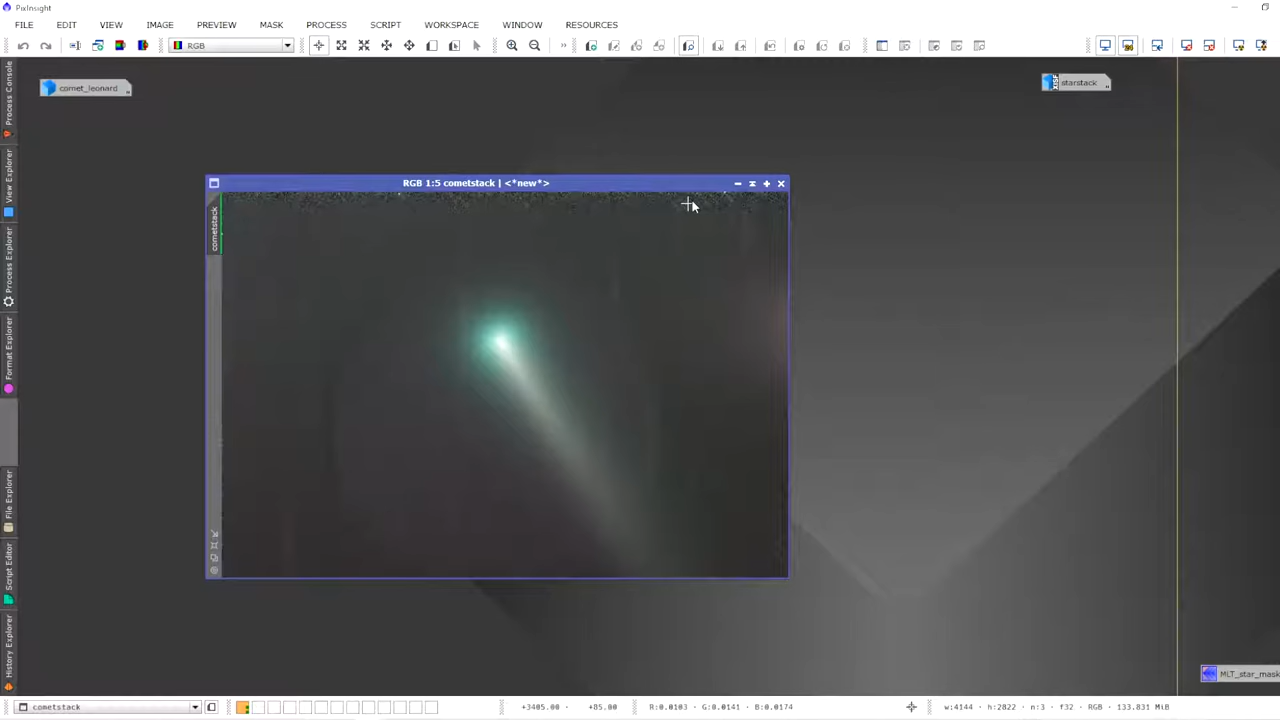 PixInsight
FILE EDIT VIEW IMAGE PREVIEW MASK PROCESS SCRIPT WORKSPACE WINDOW RESOURCES
RGB
comet_leonard
starstack
RGB 1:5 cometstack | <*new*>
cometstack
Process Console
View Explorer
Process Explorer
Format Explorer
File Explorer
Script Editor
History Explorer
MLT_star_mask
cometstack
+3405.00 · +85.00
R:0.0103 · G:0.0141 · B:0.0174
w:4144 · h:2822 · n:3 · f32 · RGB · 133.831 MiB